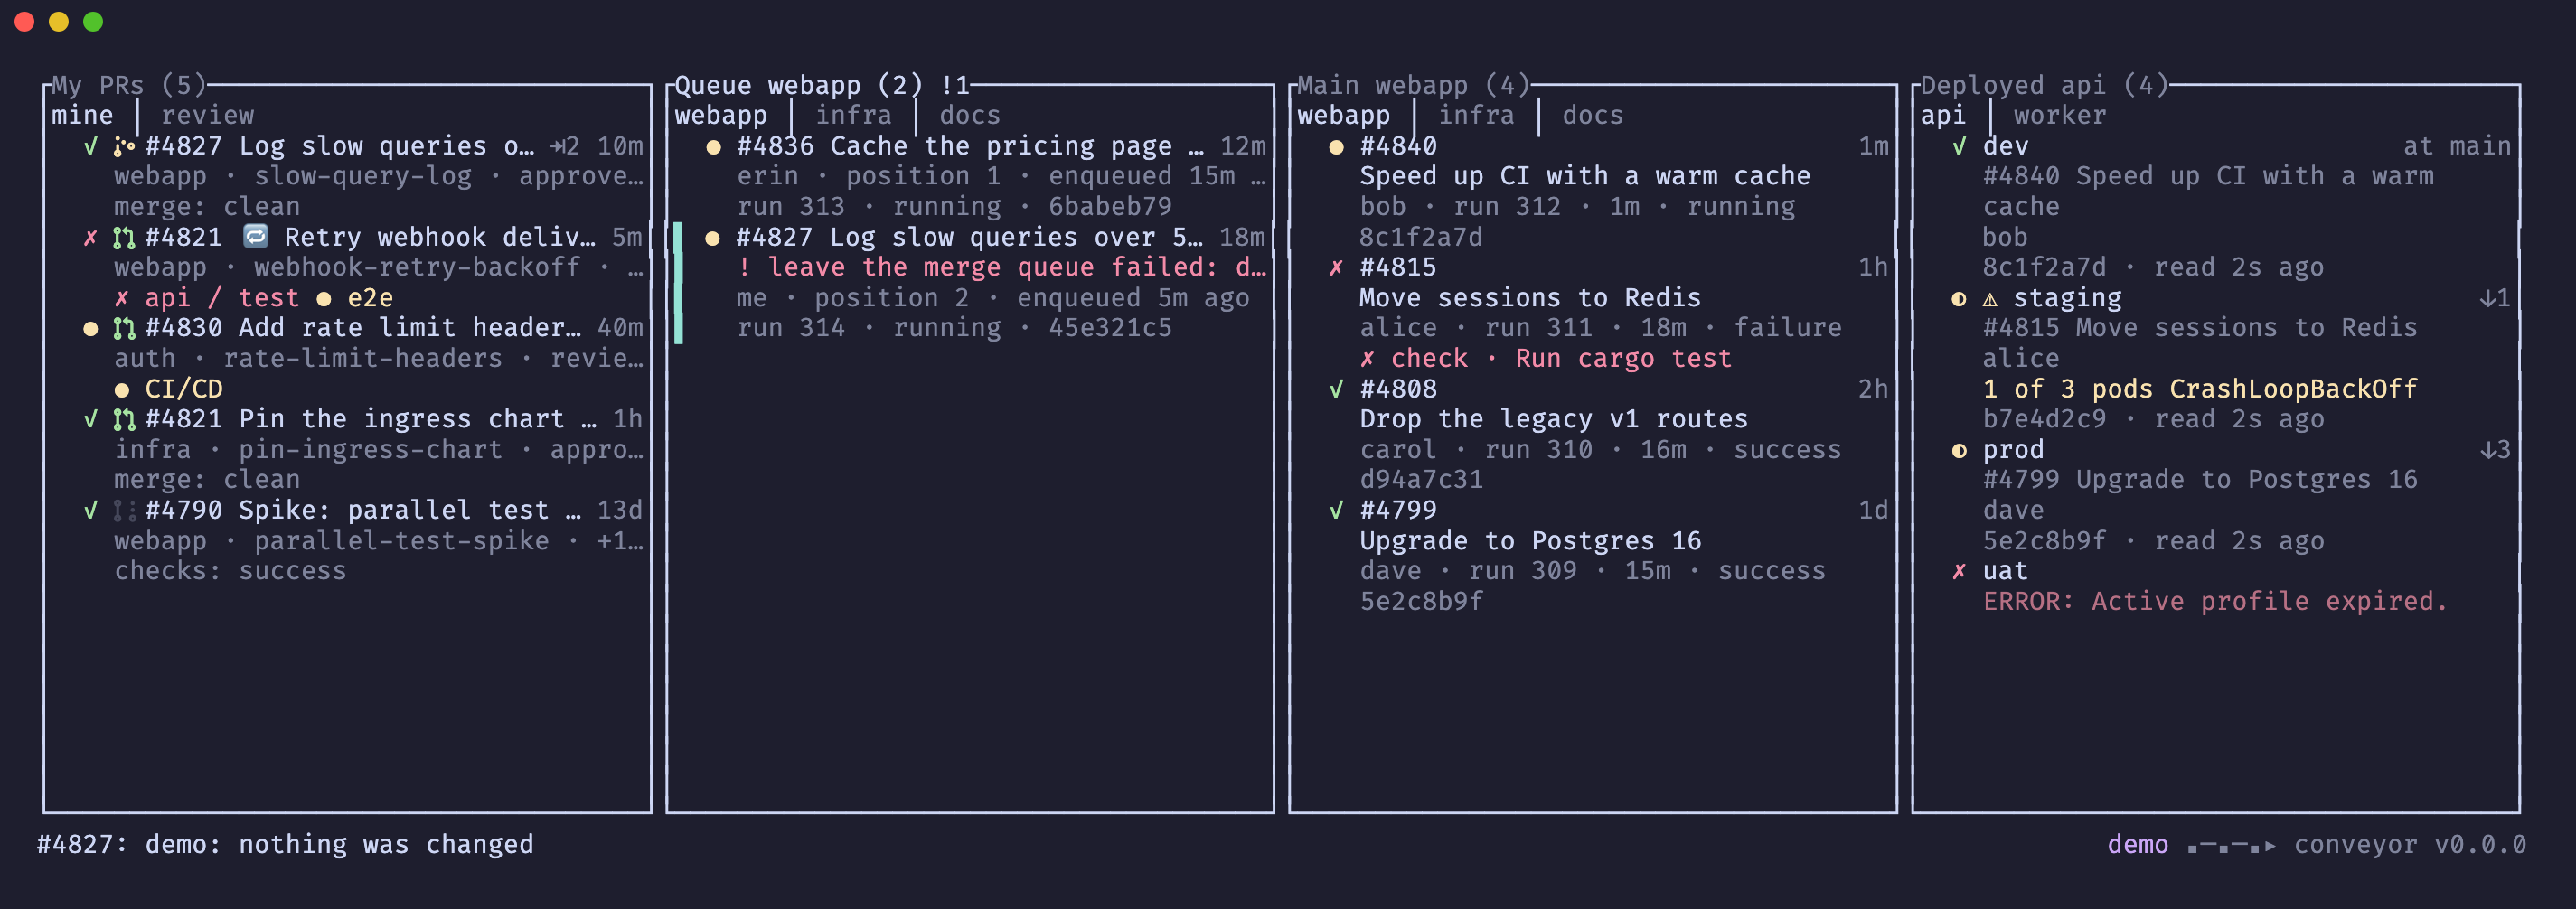 My PRs (5)
mine │ review
✓ #4827 Log slow queries o… ⇥2 10m
webapp · slow-query-log · approve…
merge: clean
✗ #4821 🔁 Retry webhook deliv… 5m
webapp · webhook-retry-backoff · …
✗ api / test ● e2e
● #4830 Add rate limit header… 40m
auth · rate-limit-headers · revie…
● CI/CD
✓ #4821 Pin the ingress chart … 1h
infra · pin-ingress-chart · appro…
merge: clean
✓ #4790 Spike: parallel test … 13d
webapp · parallel-test-spike · +1…
checks: success
Queue webapp (2) !1
webapp │ infra │ docs
● #4836 Cache the pricing page … 12m
erin · position 1 · enqueued 15m …
run 313 · running · 6babeb79
● #4827 Log slow queries over 5… 18m
! leave the merge queue failed: d…
me · position 2 · enqueued 5m ago
run 314 · running · 45e321c5
Main webapp (4)
webapp │ infra │ docs
● #4840 1m
Speed up CI with a warm cache
bob · run 312 · 1m · running
8c1f2a7d
✗ #4815 1h
Move sessions to Redis
alice · run 311 · 18m · failure
✗ check · Run cargo test
✓ #4808 2h
Drop the legacy v1 routes
carol · run 310 · 16m · success
d94a7c31
✓ #4799 1d
Upgrade to Postgres 16
dave · run 309 · 15m · success
5e2c8b9f
Deployed api (4)
api │ worker
✓ dev at main
#4840 Speed up CI with a warm
cache
bob
8c1f2a7d · read 2s ago
◐ ⚠ staging ↓1
#4815 Move sessions to Redis
alice
1 of 3 pods CrashLoopBackOff
b7e4d2c9 · read 2s ago
◐ prod ↓3
#4799 Upgrade to Postgres 16
dave
5e2c8b9f · read 2s ago
✗ uat
ERROR: Active profile expired.
#4827: demo: nothing was changed
demo ▪─▪─▪▸ conveyor v0.0.0